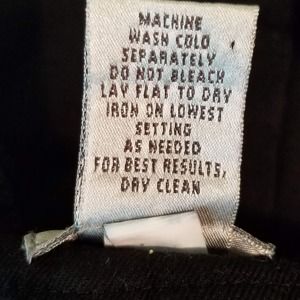 MACHINE
WASH COLD
SEPARATELY
DO NOT BLEACH
LAY FLAT TO DRY
IRON ON LOWEST
SETTING
AS NEEDED
FOR BEST RESULTS,
DRY CLEAN